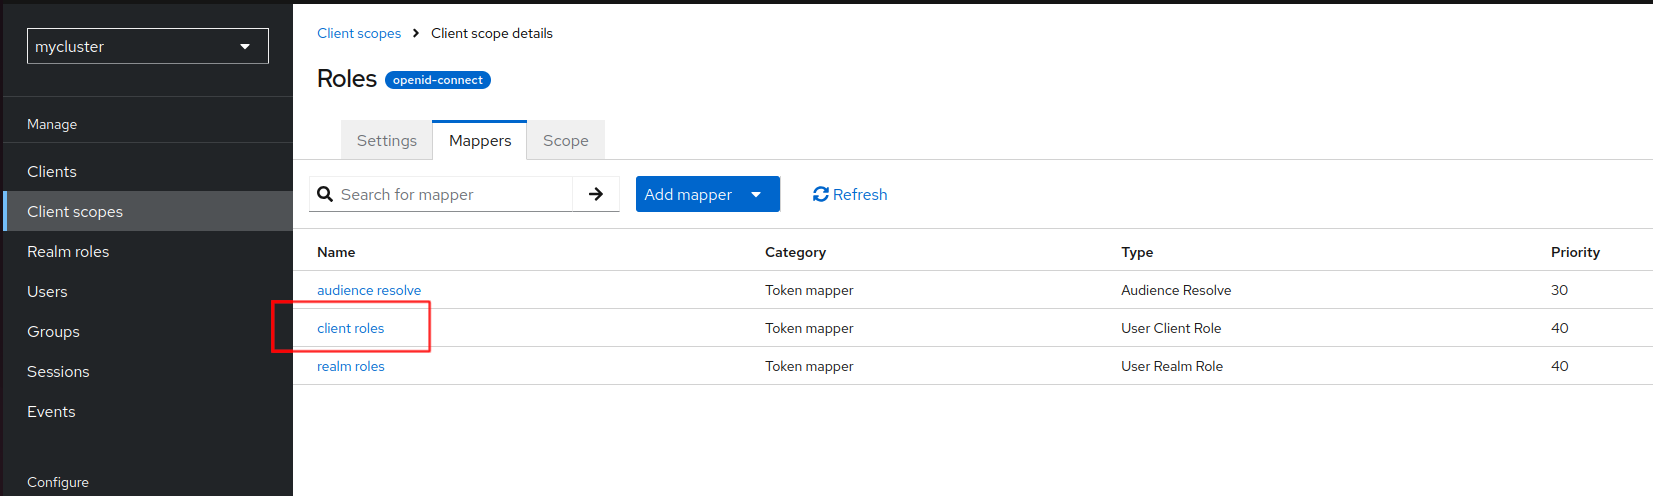 mycluster
Manage
Clients
Client scopes
Realm roles
Users
Groups
Sessions
Events
Configure
Client scopes Client scope details
Roles openid-connect
Settings Mappers Scope
Search for mapper Add mapper Refresh
Name Category Type Priority
audience resolve Token mapper Audience Resolve 30
client roles Token mapper User Client Role 40
realm roles Token mapper User Realm Role 40